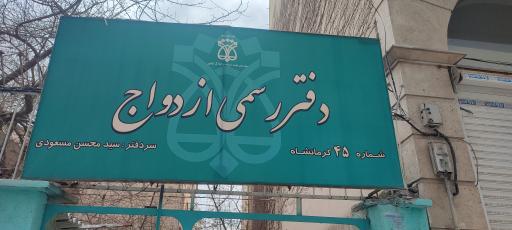 دفتر رسمی ازدواج
شماره ۴۵ کرمانشاه
سردفتر : سید محسن مسعودی